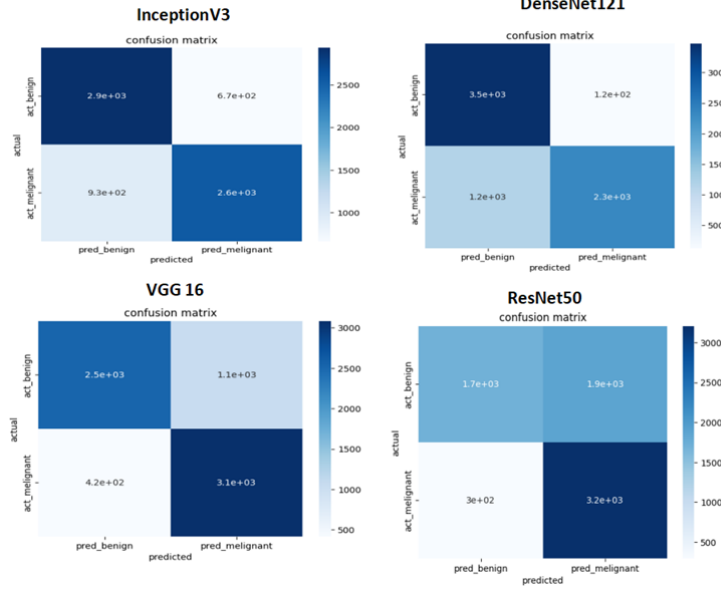 InceptionV3
confusion matrix
act_benign
2.9e+03
6.7e+02
actual
act_melignant
9.3e+02
2.6e+03
pred_benign
pred_melignant
predicted
2500
2000
1500
1000
DenseNet121
confusion matrix
act_benign
3.5e+03
1.2e+02
actual
act_melignant
1.2e+03
2.3e+03
pred_benign
pred_melignant
predicted
VGG 16
confusion matrix
act_benign
2.5e+03
1.1e+03
actual
act_melignant
4.2e+02
3.1e+03
pred_benign
pred_melignant
predicted
3000
2500
2000
1500
1000
500
ResNet50
confusion matrix
act_benign
1.7e+03
1.9e+03
actual
act_melignant
3e+02
3.2e+03
pred_benign
pred_melignant
predicted
3000
2500
2000
1500
1000
500